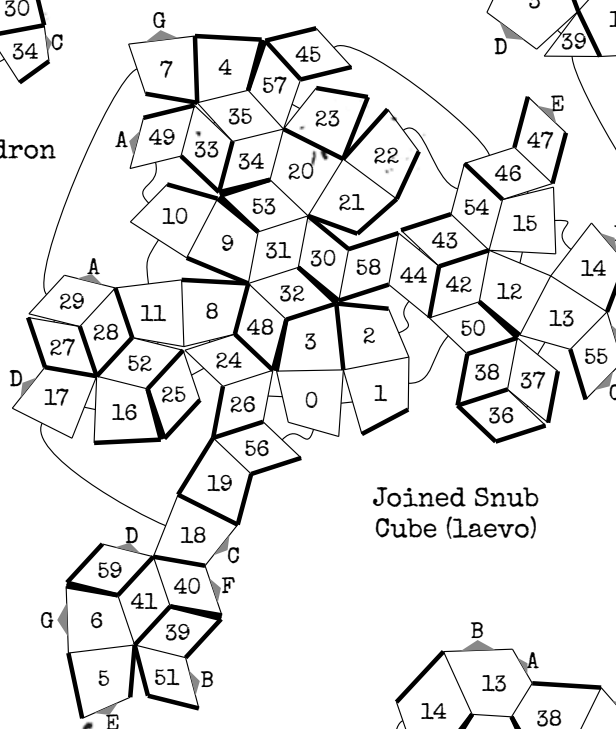 30
34 C
G
7 4 57 45
D 3
39
1
dron
A 49 33 35 34 23 20 22
E
47
46
10 53 21 54 15
9 31 30 58 43
44 42 12 14
A
29 11 8 32 13
28 48 3 2 50
27 52 24 55
D 17 16 25 26 0 1 38 37
36
56
19
Joined Snub
Cube (laevo)
18
D C
59 40 F
G 6 41 39
5 51 B
E
B
A
13
14 38